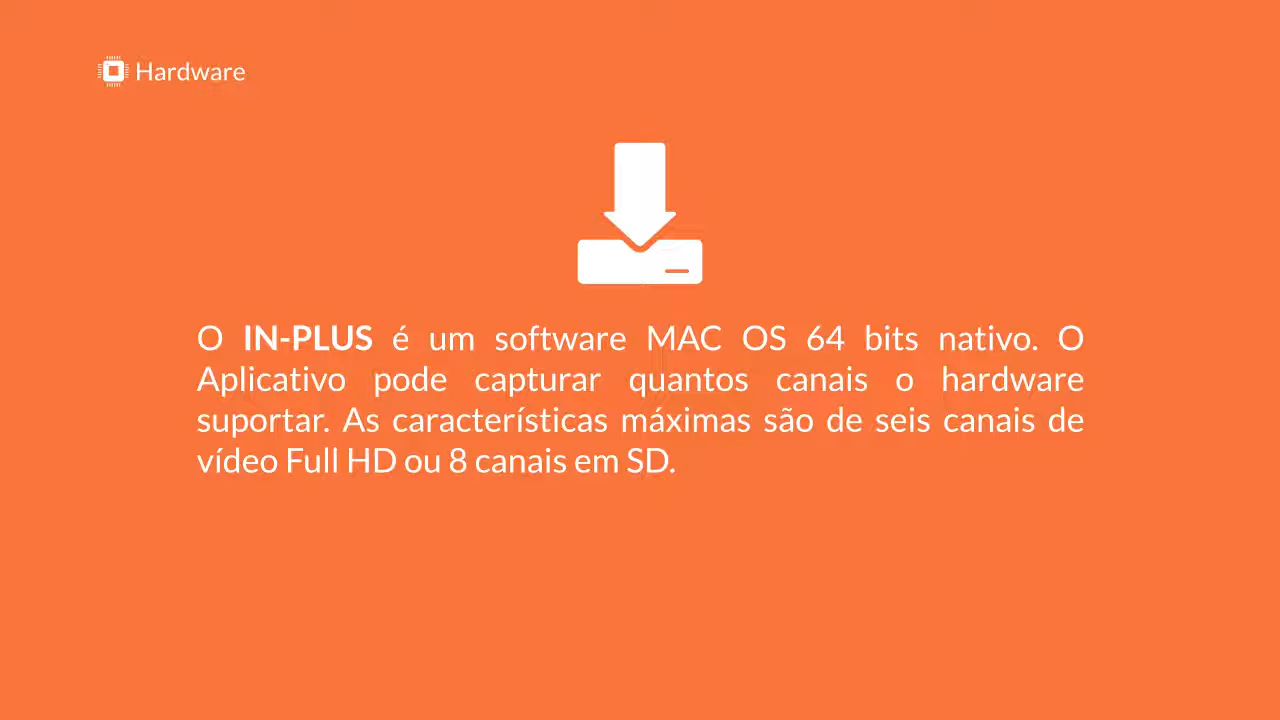 Hardware
O IN-PLUS é um software MAC OS 64 bits nativo. O
Aplicativo pode capturar quantos canais o hardware
suportar. As características máximas são de seis canais de
vídeo Full HD ou 8 canais em SD.